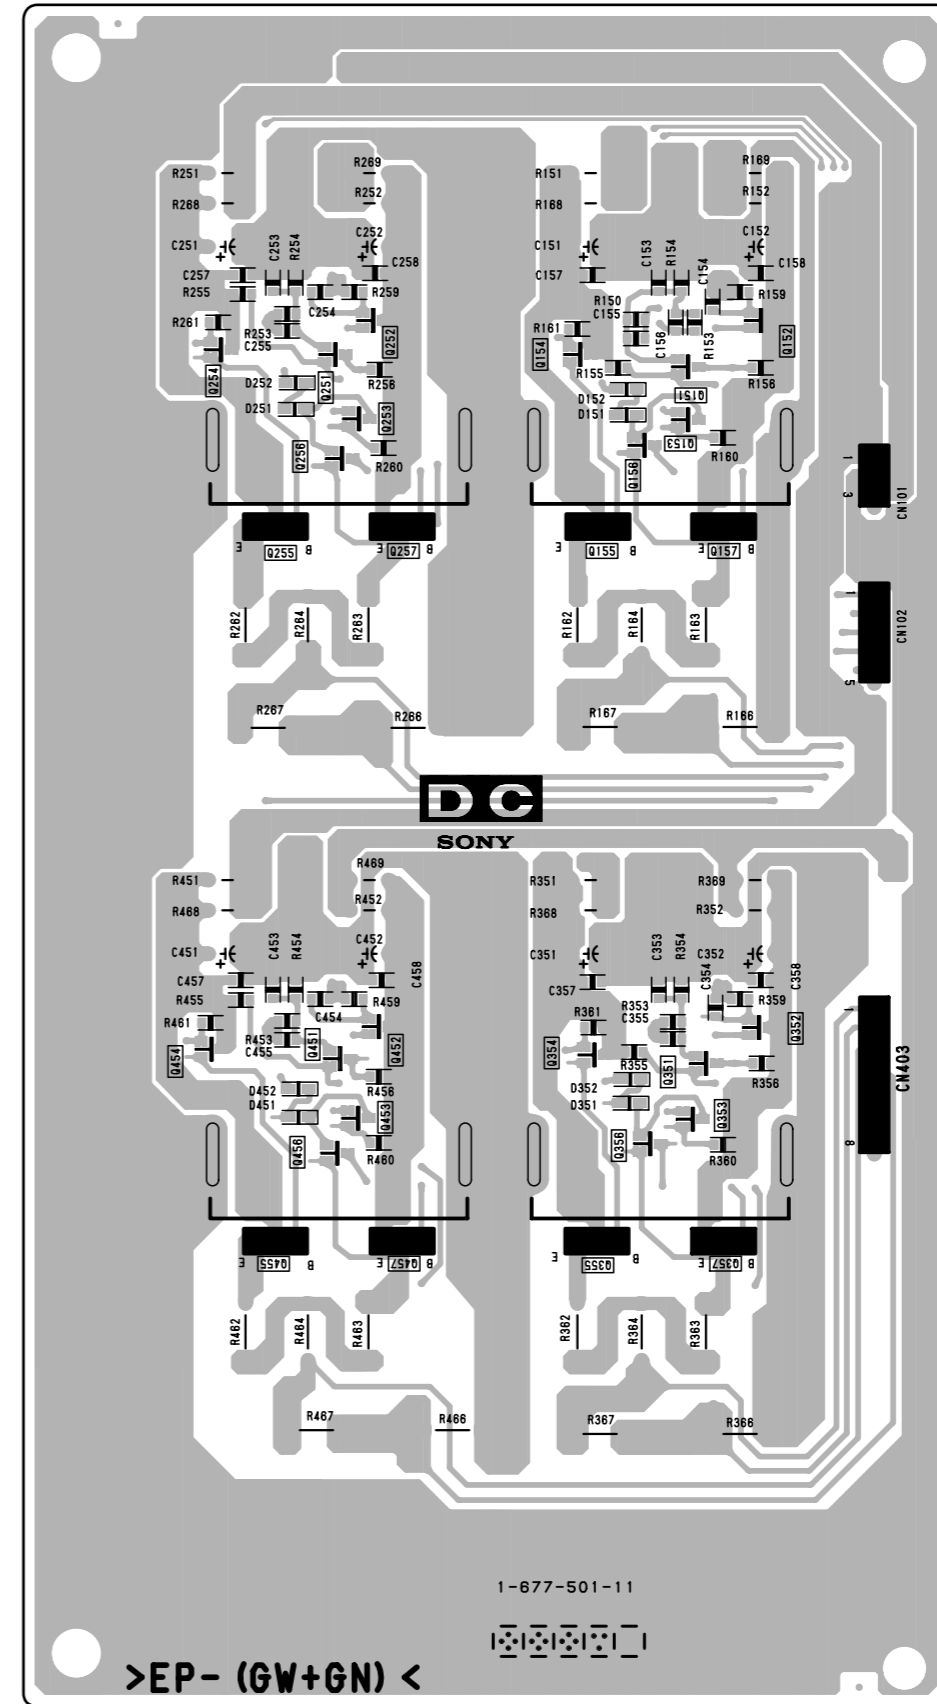 R251
R269
R151
R169
R268
R252
R168
R152
C251
C253
R254
C252
C151
C153
R154
C152
C257
C258
C157
C154
C158
R255
R259
R150
R159
C254
C155
R261
R253
C255
Q252
R161
C156
R153
Q152
Q254
D252
Q251
R256
Q154
R155
D152
R156
D251
Q253
D151
Q151
Q256
R260
Q153
R160
Q156
1
3
CN101
E
Q255
Q257
B
E
Q155
B
E
Q157
B
R262
R264
R263
R162
R164
R163
1
5
CN102
R267
R266
R167
R166
DC
SONY
R451
R469
R351
R369
R468
R452
R368
R352
C451
C453
R454
C452
C351
C353
R354
C352
C457
C458
C357
C354
C358
R455
R459
R353
R359
C454
C355
R461
R453
C455
Q451
Q452
R361
Q352
Q454
Q354
R355
Q351
R356
D452
R456
D352
D451
Q453
D351
Q353
Q456
R460
Q356
R360
1
8
CN403
E
Q455
B
E
Q457
B
E
Q355
B
E
Q357
B
R462
R464
R463
R362
R364
R363
R467
R466
R367
R366
1-677-501-11
>EP-(GW+GN)<